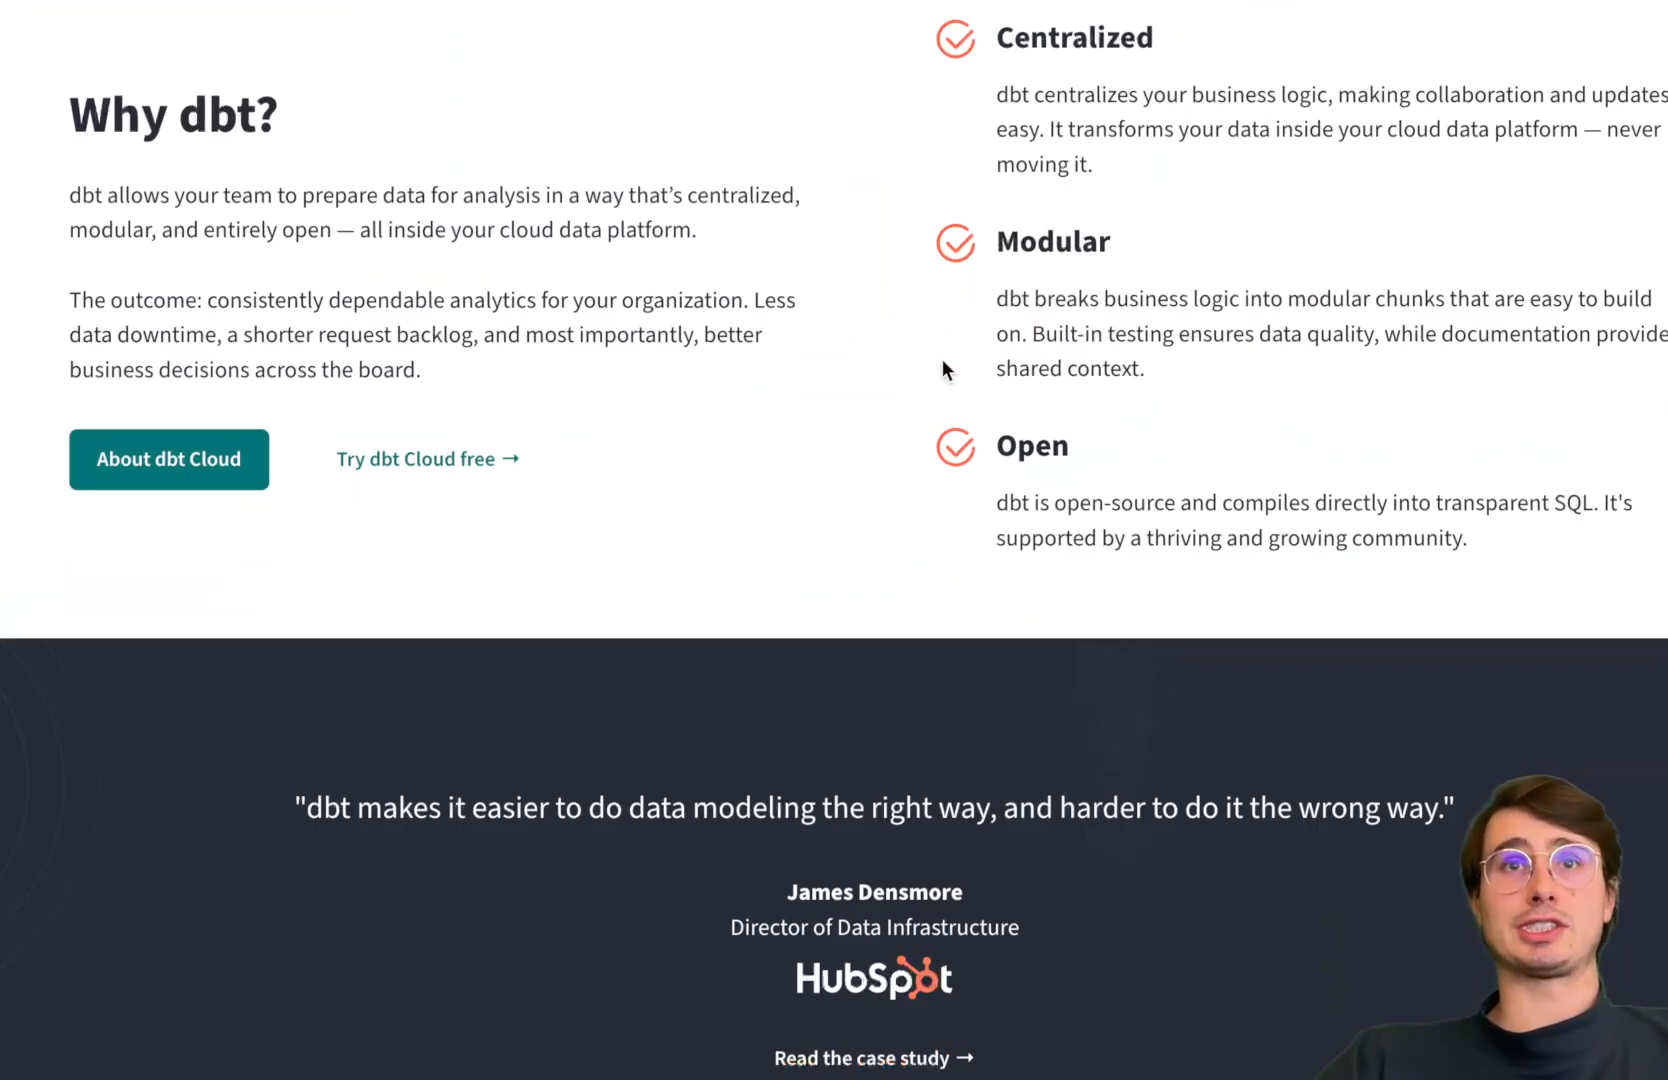 Why dbt?
dbt allows your team to prepare data for analysis in a way that’s centralized,
modular, and entirely open — all inside your cloud data platform.
The outcome: consistently dependable analytics for your organization. Less
data downtime, a shorter request backlog, and most importantly, better
business decisions across the board.
About dbt Cloud
Try dbt Cloud free →
Centralized
dbt centralizes your business logic, making collaboration and updates
easy. It transforms your data inside your cloud data platform — never
moving it.
Modular
dbt breaks business logic into modular chunks that are easy to build
on. Built-in testing ensures data quality, while documentation provide
shared context.
Open
dbt is open-source and compiles directly into transparent SQL. It's
supported by a thriving and growing community.
"dbt makes it easier to do data modeling the right way, and harder to do it the wrong way."
James Densmore
Director of Data Infrastructure
HubSpot
Read the case study →